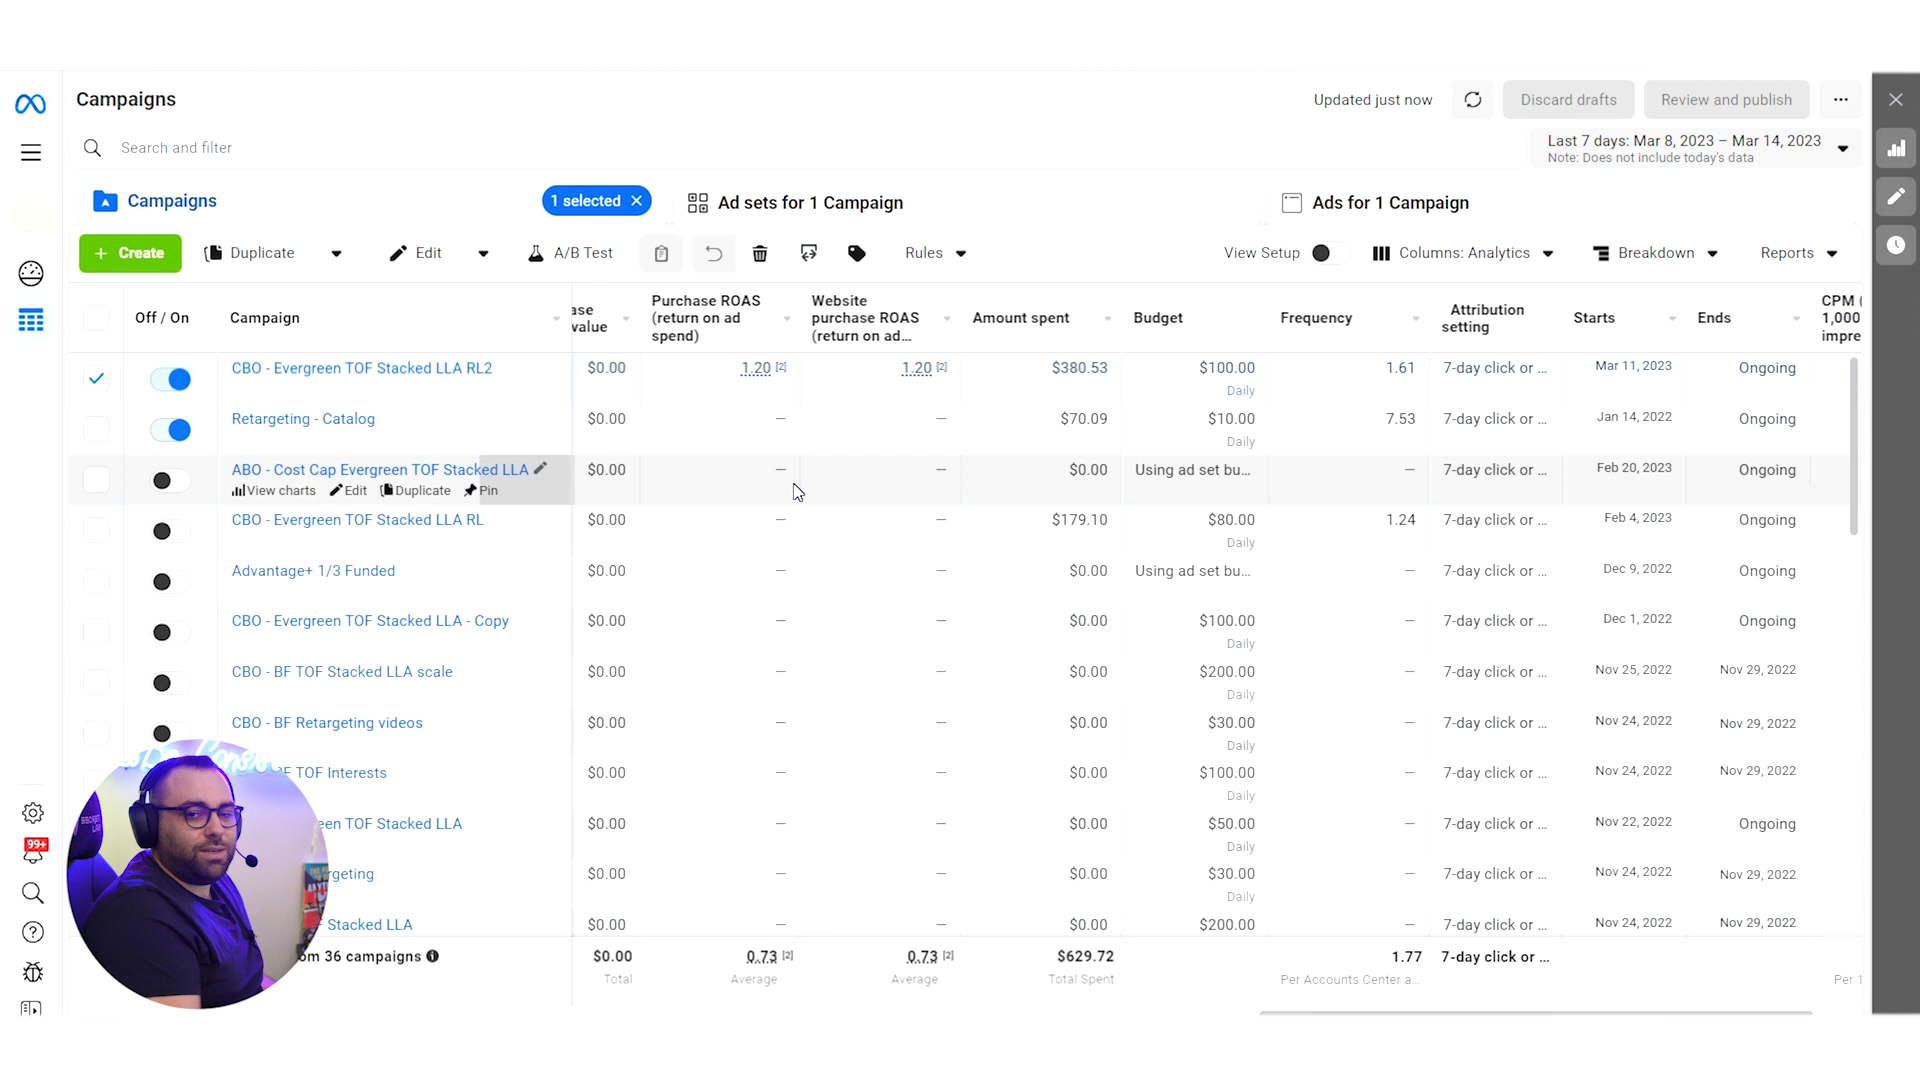 Campaigns
Updated just now
Discard drafts
Review and publish
Search and filter
Last 7 days: Mar 8, 2023 – Mar 14, 2023
Note: Does not include today's data
Campaigns
1 selected
Ad sets for 1 Campaign
Ads for 1 Campaign
+ Create
Duplicate
Edit
A/B Test
Rules
View Setup
Columns: Analytics
Breakdown
Reports
Off / On
Campaign
ase value
Purchase ROAS (return on ad spend)
Website purchase ROAS (return on ad...
Amount spent
Budget
Frequency
Attribution setting
Starts
Ends
CPM ( 1,000 impre
CBO - Evergreen TOF Stacked LLA RL2 $0.00 1.20 [2] 1.20 [2] $380.53 $100.00 1.61 7-day click or ... Mar 11, 2023 Ongoing
Daily
Retargeting - Catalog $0.00 — — $70.09 $10.00 7.53 7-day click or ... Jan 14, 2022 Ongoing
Daily
ABO - Cost Cap Evergreen TOF Stacked LLA $0.00 — — $0.00 Using ad set bu... — 7-day click or ... Feb 20, 2023 Ongoing
View charts Edit Duplicate Pin
CBO - Evergreen TOF Stacked LLA RL $0.00 — — $179.10 $80.00 1.24 7-day click or ... Feb 4, 2023 Ongoing
Daily
Advantage+ 1/3 Funded $0.00 — — $0.00 Using ad set bu... — 7-day click or ... Dec 9, 2022 Ongoing
CBO - Evergreen TOF Stacked LLA - Copy $0.00 — — $0.00 $100.00 — 7-day click or ... Dec 1, 2022 Ongoing
Daily
CBO - BF TOF Stacked LLA scale $0.00 — — $0.00 $200.00 — 7-day click or ... Nov 25, 2022 Nov 29, 2022
Daily
CBO - BF Retargeting videos $0.00 — — $0.00 $30.00 — 7-day click or ... Nov 24, 2022 Nov 29, 2022
Daily
F TOF Interests $0.00 — — $0.00 $100.00 — 7-day click or ... Nov 24, 2022 Nov 29, 2022
Daily
een TOF Stacked LLA $0.00 — — $0.00 $50.00 — 7-day click or ... Nov 22, 2022 Ongoing
Daily
rgeting $0.00 — — $0.00 $30.00 — 7-day click or ... Nov 24, 2022 Nov 29, 2022
Daily
F Stacked LLA $0.00 — — $0.00 $200.00 — 7-day click or ... Nov 24, 2022 Nov 29, 2022
om 36 campaigns $0.00 0.73 [2] 0.73 [2] $629.72 1.77 7-day click or ...
Total Average Average Total Spent Per Accounts Center a... Per 1
99+